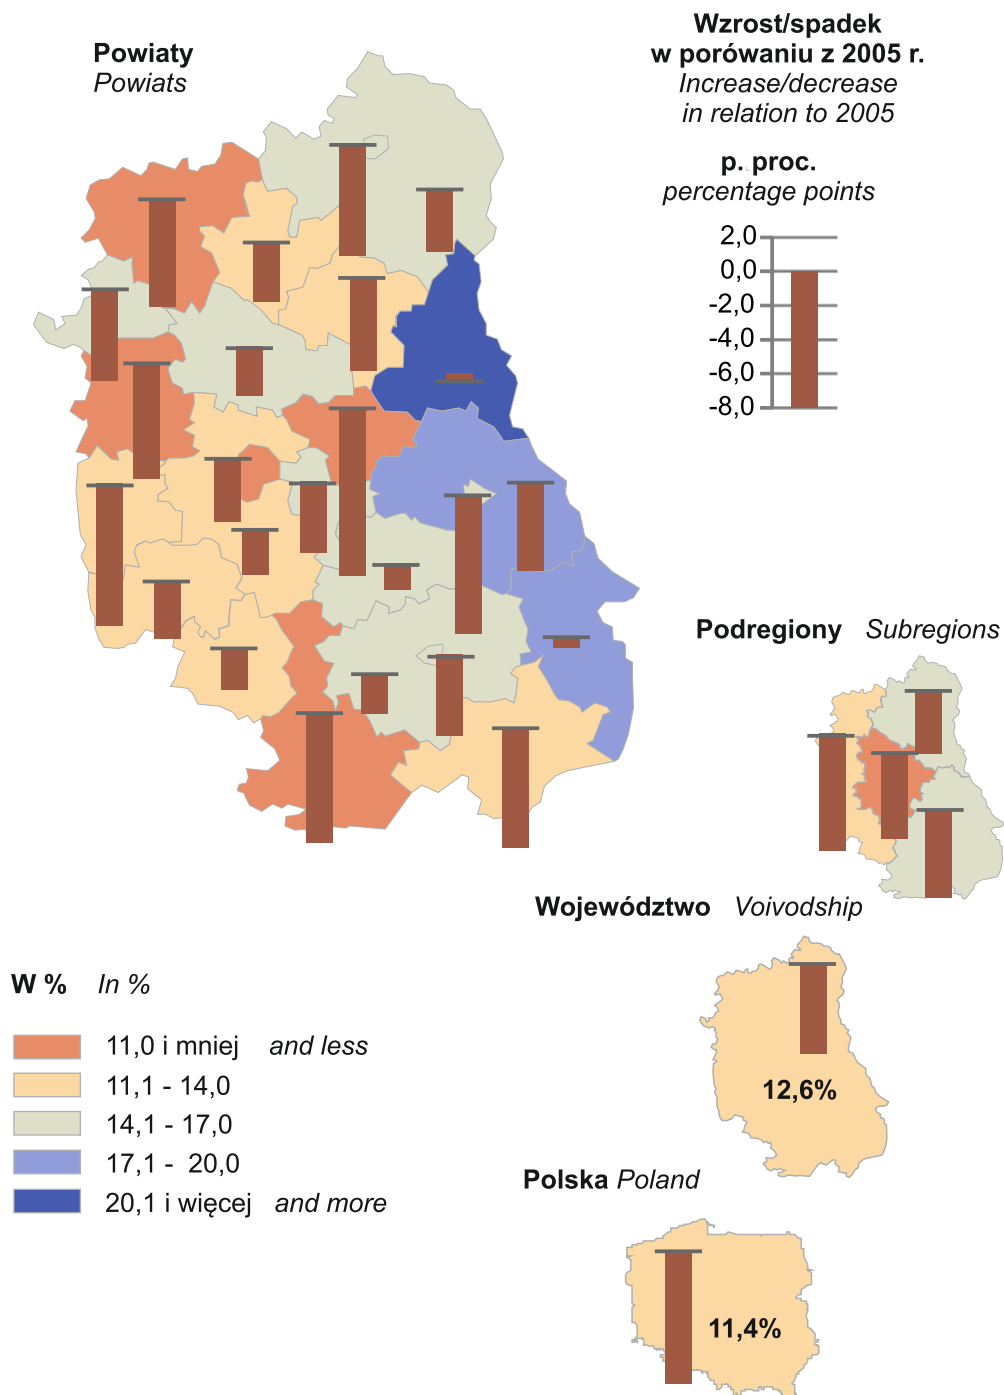 Powiaty
Powiats
Wzrost/spadek
w porówaniu z 2005 r.
Increase/decrease
in relation to 2005
p. proc.
percentage points
2,0
0,0
-2,0
-4,0
-6,0
-8,0
Podregiony Subregions
Województwo Voivodship
12,6%
W % In %
11,0 i mniej and less
11,1 - 14,0
14,1 - 17,0
17,1 - 20,0
20,1 i więcej and more
Polska Poland
11,4%